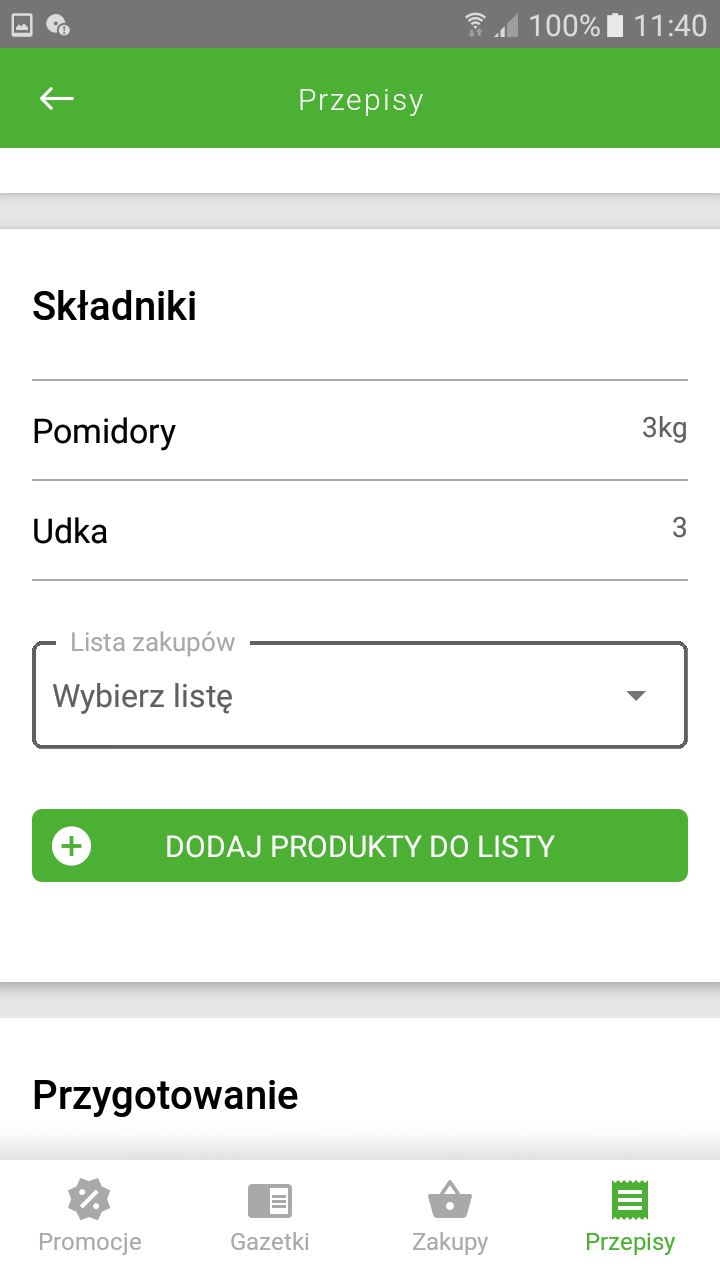 100% 11:40
Przepisy
Składniki
Pomidory 3kg
Udka 3
Lista zakupów
Wybierz listę
DODAJ PRODUKTY DO LISTY
Przygotowanie
Promocje Gazetki Zakupy Przepisy